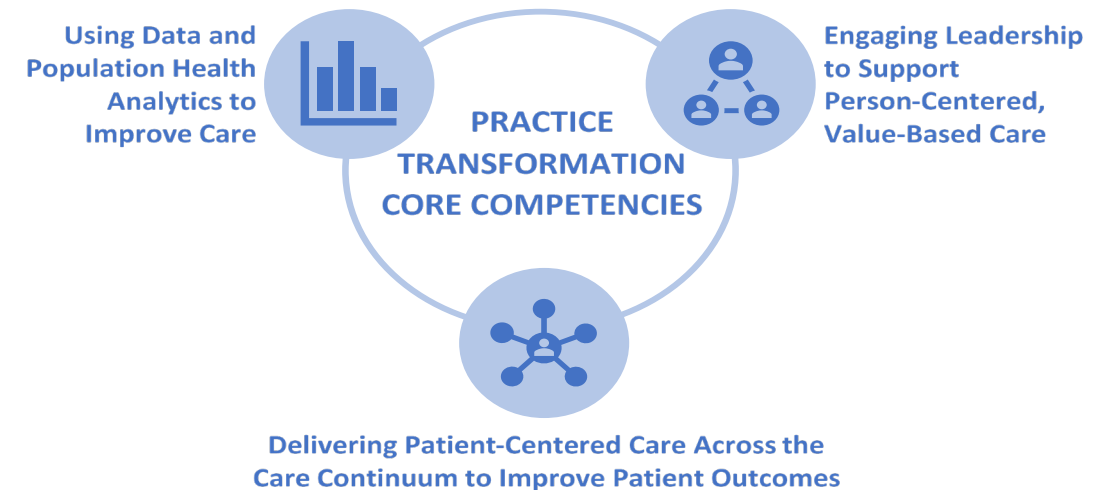 Using Data and
Population Health
Analytics to
Improve Care
PRACTICE
TRANSFORMATION
CORE COMPETENCIES
Engaging Leadership
to Support
Person-Centered,
Value-Based Care
Delivering Patient-Centered Care Across the
Care Continuum to Improve Patient Outcomes